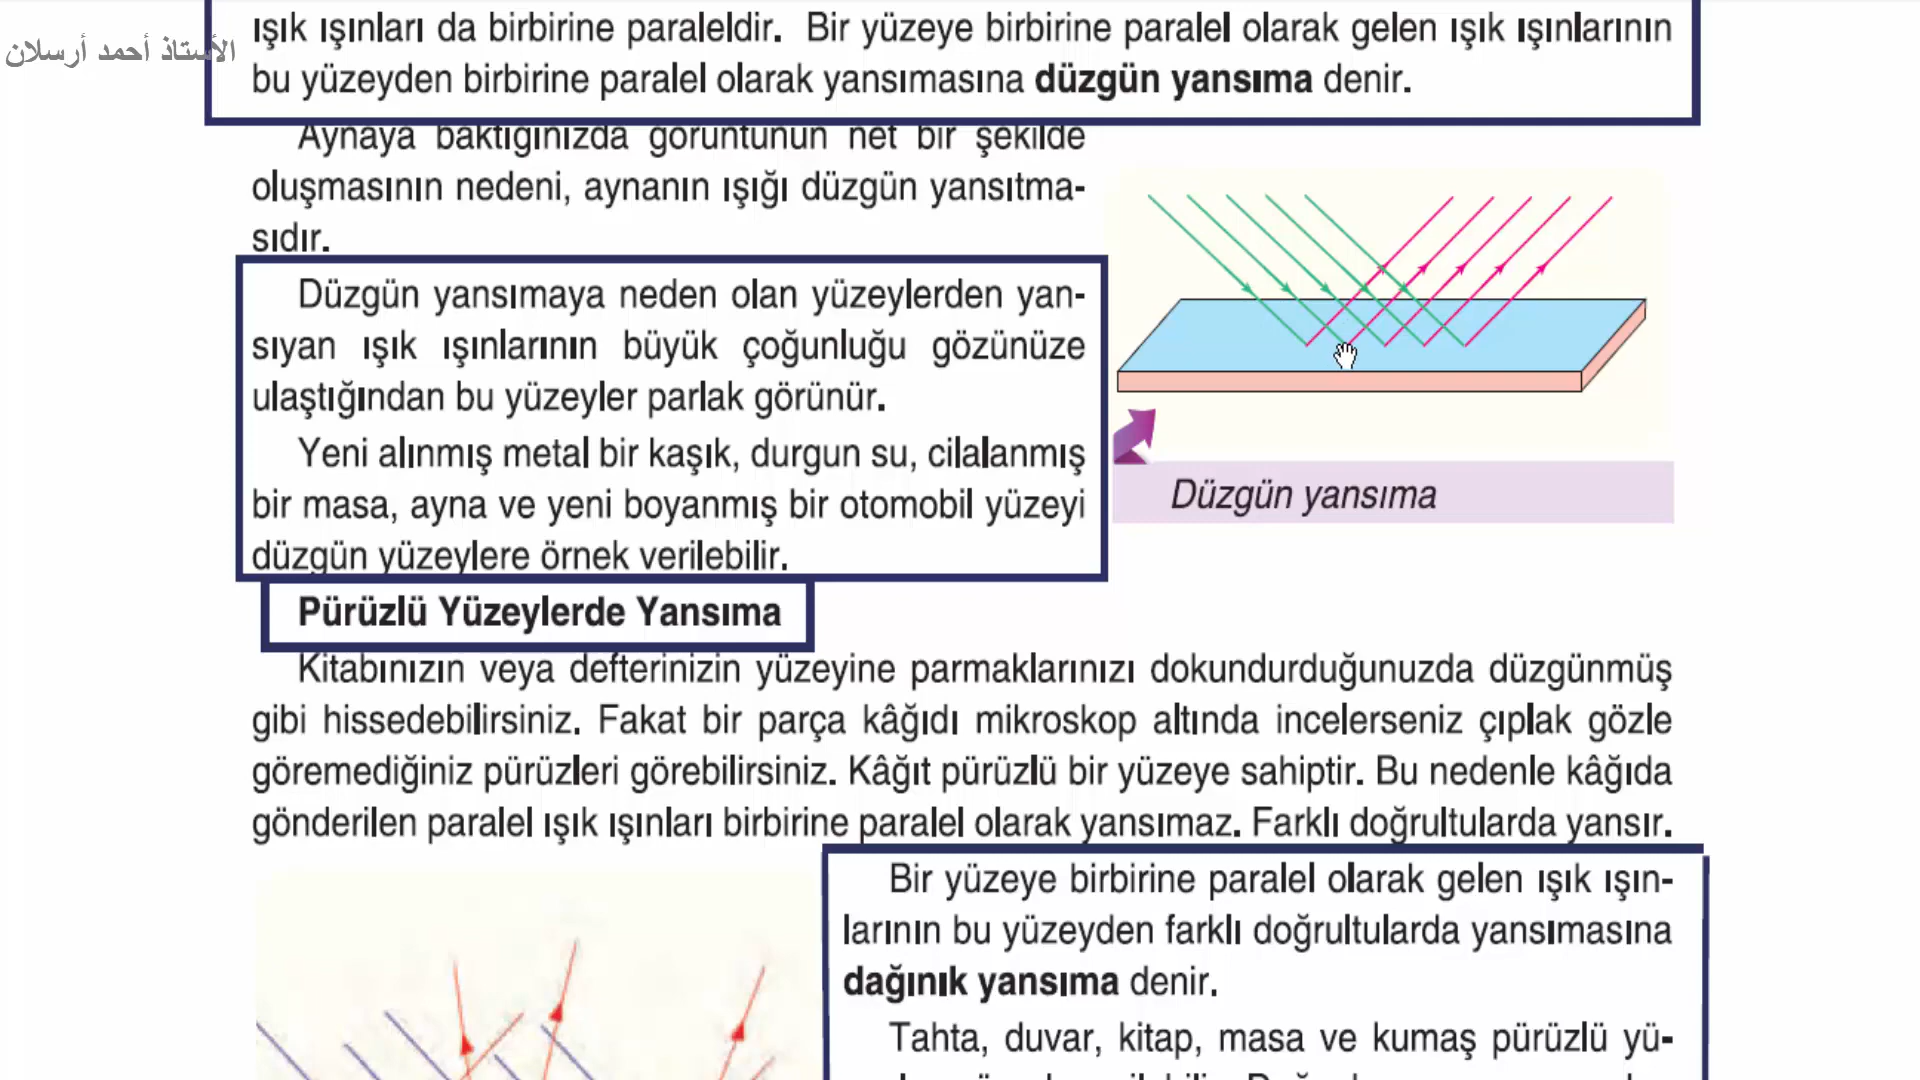 ışık ışınları da birbirine paraleldir. Bir yüzeye birbirine paralel olarak gelen ışık ışınlarının
الأستاذ أحمد أرسلان
bu yüzeyden birbirine paralel olarak yansımasına düzgün yansıma denir.
Aynaya baktığınızda görüntünün net bir şekilde
oluşmasının nedeni, aynanın ışığı düzgün yansıtma-
sıdır.
Düzgün yansımaya neden olan yüzeylerden yan-
sıyan ışık ışınlarının büyük çoğunluğu gözünüze
ulaştığından bu yüzeyler parlak görünür.
Yeni alınmış metal bir kaşık, durgun su, cilalanmış
bir masa, ayna ve yeni boyanmış bir otomobil yüzeyi
düzgün yüzeylere örnek verilebilir.
Düzgün yansıma
Pürüzlü Yüzeylerde Yansıma
Kitabınızın veya defterinizin yüzeyine parmaklarınızı dokundurduğunuzda düzgünmüş
gibi hissedebilirsiniz. Fakat bir parça kâğıdı mikroskop altında incelerseniz çıplak gözle
göremediğiniz pürüzleri görebilirsiniz. Kâğıt pürüzlü bir yüzeye sahiptir. Bu nedenle kâğıda
gönderilen paralel ışık ışınları birbirine paralel olarak yansımaz. Farklı doğrultularda yansır.
Bir yüzeye birbirine paralel olarak gelen ışık ışın-
larının bu yüzeyden farklı doğrultularda yansımasına
dağınık yansıma denir.
Tahta, duvar, kitap, masa ve kumaş pürüzlü yü-